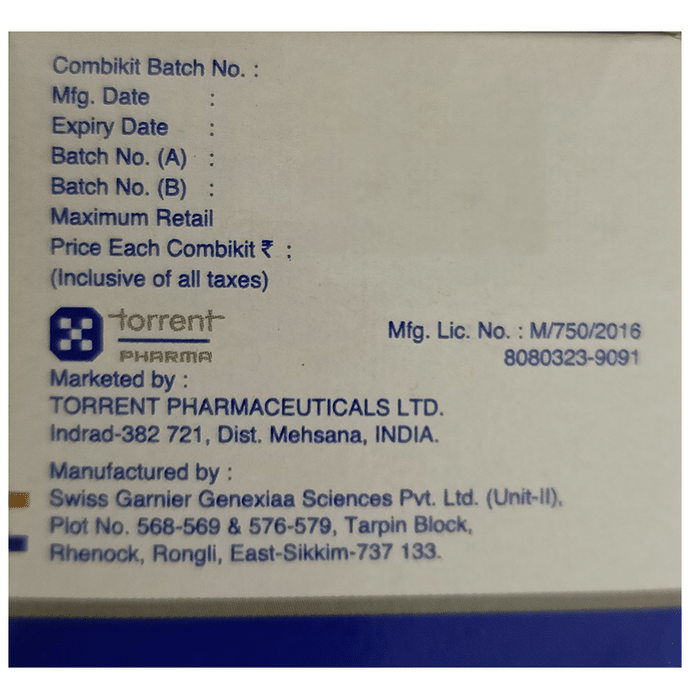 Combikit Batch No. :
Mfg. Date :
Expiry Date :
Batch No. (A) :
Batch No. (B) :
Maximum Retail
Price Each Combikit ₹ :
(Inclusive of all taxes)
torrent
PHARMA
Mfg. Lic. No. : M/750/2016
8080323-9091
Marketed by :
TORRENT PHARMACEUTICALS LTD.
Indrad-382 721, Dist. Mehsana, INDIA.
Manufactured by :
Swiss Garnier Genexiaa Sciences Pvt. Ltd. (Unit-II),
Plot No. 568-569 & 576-579, Tarpin Block,
Rhenock, Rongli, East-Sikkim-737 133.